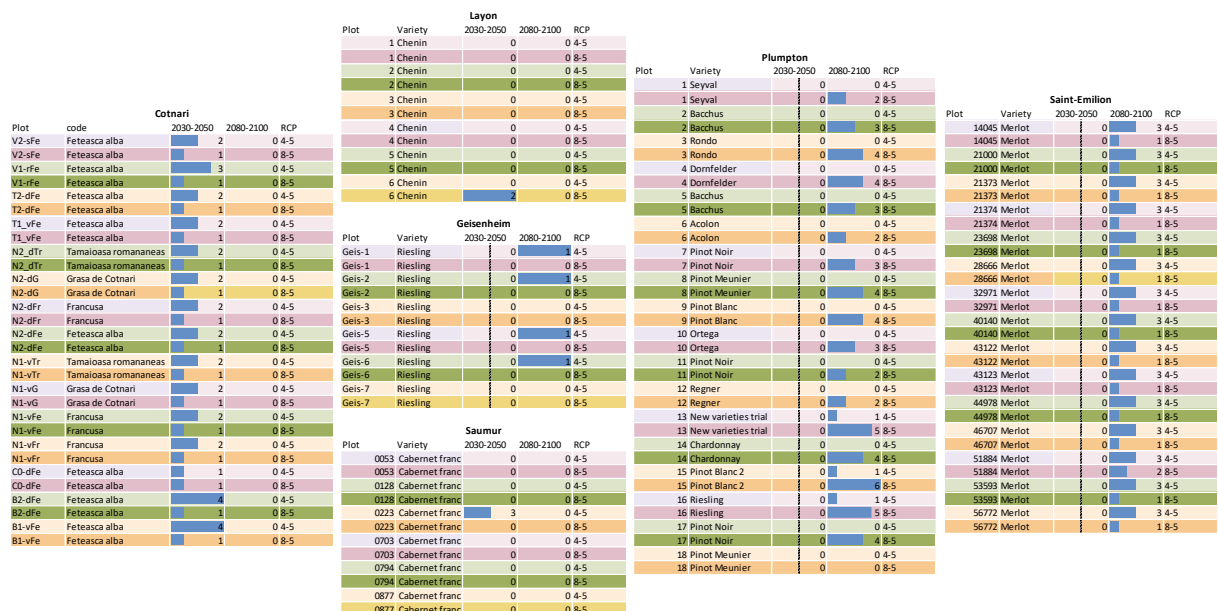 Cotnari
Plot code 2030-2050 2080-2100 RCP
V2-sFe Feteasca alba 2 0 4-5
V2-sFe Feteasca alba 1 0 8-5
V1-rFe Feteasca alba 3 0 4-5
V1-rFe Feteasca alba 1 0 8-5
T2-dFe Feteasca alba 2 0 4-5
T2-dFe Feteasca alba 1 0 8-5
T1_vFe Feteasca alba 2 0 4-5
T1_vFe Feteasca alba 1 0 8-5
N2_dTr Tamaioasa romananeas 2 0 4-5
N2_dTr Tamaioasa romananeas 1 0 8-5
N2-dG Grasa de Cotnari 2 0 4-5
N2-dG Grasa de Cotnari 1 0 8-5
N2-dFr Francusa 2 0 4-5
N2-dFr Francusa 1 0 8-5
N2-dFe Feteasca alba 2 0 4-5
N2-dFe Feteasca alba 1 0 8-5
N1-vTr Tamaioasa romananeas 2 0 4-5
N1-vTr Tamaioasa romananeas 1 0 8-5
N1-vG Grasa de Cotnari 2 0 4-5
N1-vG Grasa de Cotnari 1 0 8-5
N1-vFe Francusa 2 0 4-5
N1-vFe Francusa 1 0 8-5
N1-vFr Francusa 2 0 4-5
N1-vFr Francusa 1 0 8-5
C0-dFe Feteasca alba 1 0 4-5
C0-dFe Feteasca alba 1 0 8-5
B2-dFe Feteasca alba 4 0 4-5
B2-dFe Feteasca alba 1 0 8-5
B1-vFe Feteasca alba 4 0 4-5
B1-vFe Feteasca alba 1 0 8-5
Layon
Plot Variety 2030-2050 2080-2100 RCP
1 Chenin 0 0 4-5
1 Chenin 0 0 8-5
2 Chenin 0 0 4-5
2 Chenin 0 0 8-5
3 Chenin 0 0 4-5
3 Chenin 0 0 8-5
4 Chenin 0 0 4-5
4 Chenin 0 0 8-5
5 Chenin 0 0 4-5
5 Chenin 0 0 8-5
6 Chenin 0 0 4-5
6 Chenin 2 0 8-5
Geisenheim
Plot Variety 2030-2050 2080-2100 RCP
Geis-1 Riesling 0 1 4-5
Geis-1 Riesling 0 0 8-5
Geis-2 Riesling 0 1 4-5
Geis-2 Riesling 0 0 8-5
Geis-3 Riesling 0 0 4-5
Geis-3 Riesling 0 0 8-5
Geis-5 Riesling 0 1 4-5
Geis-5 Riesling 0 0 8-5
Geis-6 Riesling 0 1 4-5
Geis-6 Riesling 0 0 8-5
Geis-7 Riesling 0 0 4-5
Geis-7 Riesling 0 0 8-5
Saumur
Plot Variety 2030-2050 2080-2100 RCP
0053 Cabernet franc 0 0 4-5
0053 Cabernet franc 0 0 8-5
0128 Cabernet franc 0 0 4-5
0128 Cabernet franc 0 0 8-5
0223 Cabernet franc 3 0 4-5
0223 Cabernet franc 0 0 8-5
0703 Cabernet franc 0 0 4-5
0703 Cabernet franc 0 0 8-5
0794 Cabernet franc 0 0 4-5
0794 Cabernet franc 0 0 8-5
0877 Cabernet franc 0 0 4-5
0877 Cabernet franc 0 0 8-5
Plumpton
Plot Variety 2030-2050 2080-2100 RCP
1 Seyval 0 0 4-5
1 Seyval 0 2 8-5
2 Bacchus 0 0 4-5
2 Bacchus 0 3 8-5
3 Rondo 0 0 4-5
3 Rondo 0 4 8-5
4 Dornfelder 0 0 4-5
4 Dornfelder 0 4 8-5
5 Bacchus 0 0 4-5
5 Bacchus 0 3 8-5
6 Acolon 0 0 4-5
6 Acolon 0 2 8-5
7 Pinot Noir 0 0 4-5
7 Pinot Noir 0 3 8-5
8 Pinot Meunier 0 0 4-5
8 Pinot Meunier 0 4 8-5
9 Pinot Blanc 0 0 4-5
9 Pinot Blanc 0 4 8-5
10 Ortega 0 0 4-5
10 Ortega 0 3 8-5
11 Pinot Noir 0 0 4-5
11 Pinot Noir 0 2 8-5
12 Regner 0 0 4-5
12 Regner 0 2 8-5
13 New varieties trial 0 1 4-5
13 New varieties trial 0 5 8-5
14 Chardonnay 0 0 4-5
14 Chardonnay 0 4 8-5
15 Pinot Blanc 2 0 1 4-5
15 Pinot Blanc 2 0 6 8-5
16 Riesling 0 1 4-5
16 Riesling 0 5 8-5
17 Pinot Noir 0 0 4-5
17 Pinot Noir 0 4 8-5
18 Pinot Meunier 0 0 4-5
18 Pinot Meunier 0 0 8-5
Saint-Emilion
Plot Variety 2030-2050 2080-2100 RCP
14045 Merlot 0 3 4-5
14045 Merlot 0 1 8-5
21000 Merlot 0 3 4-5
21000 Merlot 0 1 8-5
21373 Merlot 0 3 4-5
21373 Merlot 0 1 8-5
21374 Merlot 0 3 4-5
21374 Merlot 0 1 8-5
23698 Merlot 0 3 4-5
23698 Merlot 0 1 8-5
28666 Merlot 0 3 4-5
28666 Merlot 0 1 8-5
32971 Merlot 0 3 4-5
32971 Merlot 0 1 8-5
40140 Merlot 0 3 4-5
40140 Merlot 0 1 8-5
43122 Merlot 0 3 4-5
43122 Merlot 0 1 8-5
43123 Merlot 0 3 4-5
43123 Merlot 0 1 8-5
44978 Merlot 0 3 4-5
44978 Merlot 0 1 8-5
46707 Merlot 0 3 4-5
46707 Merlot 0 1 8-5
51884 Merlot 0 3 4-5
51884 Merlot 0 2 8-5
53593 Merlot 0 3 4-5
53593 Merlot 0 1 8-5
56772 Merlot 0 3 4-5
56772 Merlot 0 1 8-5